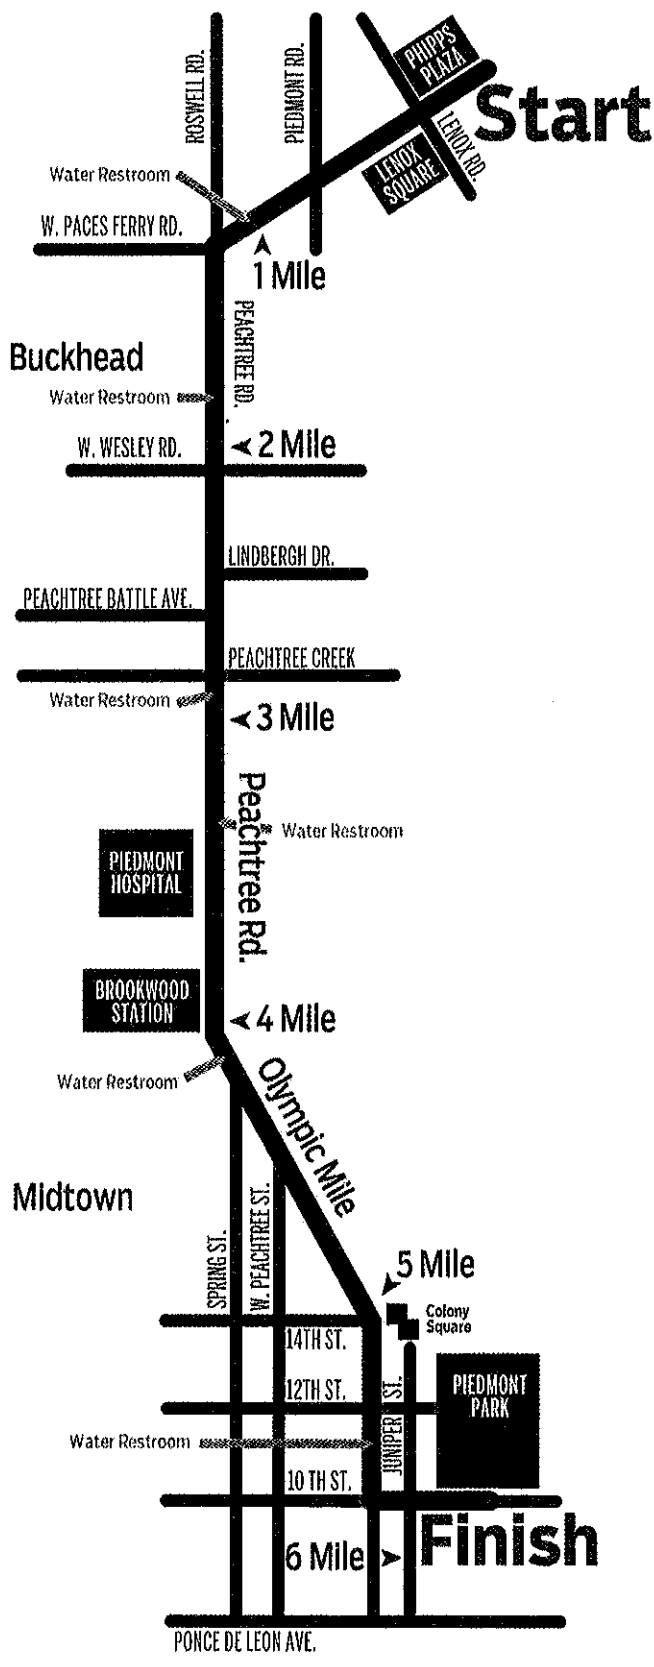 ROSWELL RD.
PIEDMONT RD.
PHIPPS
PLAZA
Start
LENOX RD.
LENOX
SQUARE
Water Restroom
W. PACES FERRY RD.
1 Mile
PEACHTREE RD.
Buckhead
Water Restroom
W. WESLEY RD.
2 Mile
LINDBERGH DR.
PEACHTREE BATTLE AVE.
PEACHTREE CREEK
Water Restroom
3 Mile
Peachtree Rd.
Water Restroom
PIEDMONT
HOSPITAL
BROOKWOOD
STATION
4 Mile
Water Restroom
Olympic Mile
Midtown
SPRING ST.
W. PEACHTREE ST.
5 Mile
Colony
Square
14TH ST.
12TH ST.
JUNIPER ST.
PIEDMONT
PARK
Water Restroom
10 TH ST.
Finish
6 Mile
PONCE DE LEON AVE.